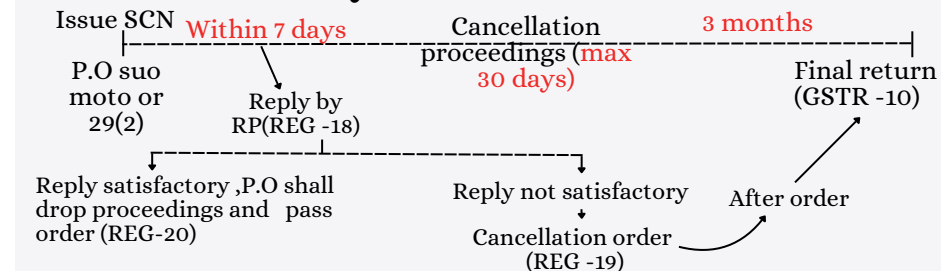 Issue SCN
Within 7 days
Cancellation
proceedings (max
30 days)
3 months
P.O suo
moto or
29(2)
Reply by
RP(REG -18)
Final return
(GSTR -10)
Reply satisfactory ,P.O shall
drop proceedings and pass
order (REG-20)
Reply not satisfactory
Cancellation order
(REG -19)
After order